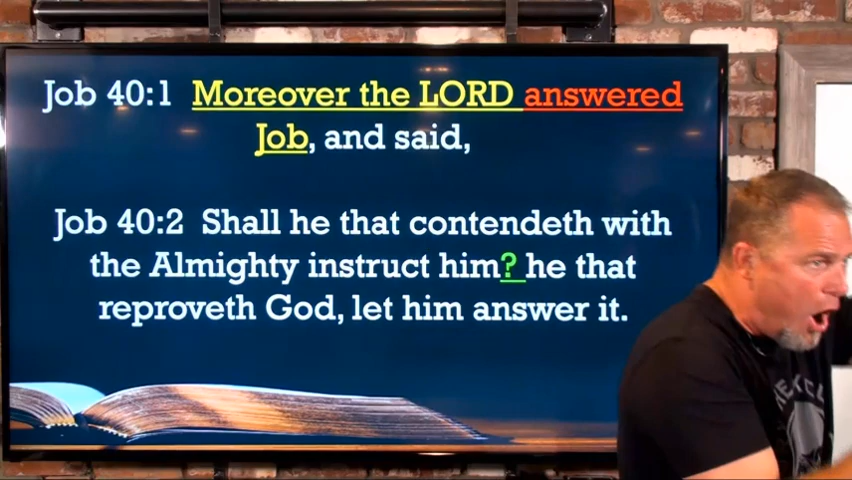 Job 40:1 Moreover the LORD answered
Job, and said,
Job 40:2 Shall he that contendeth with
the Almighty instruct him? he that
reproveth God, let him answer it.